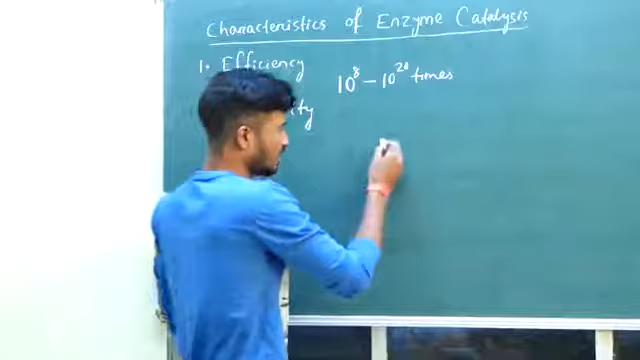 Characteristics of Enzyme Catalysis
1. Efficiency
10⁸ – 10²⁰ times